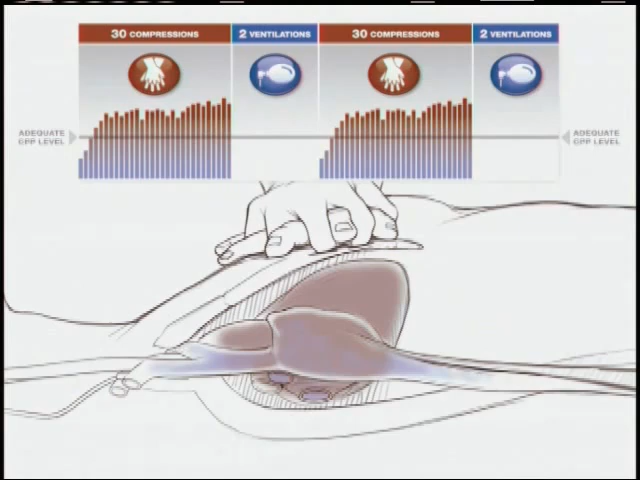 30 COMPRESSIONS
2 VENTILATIONS
30 COMPRESSIONS
2 VENTILATIONS
ADEQUATE
CPP LEVEL
ADEQUATE
CPP LEVEL